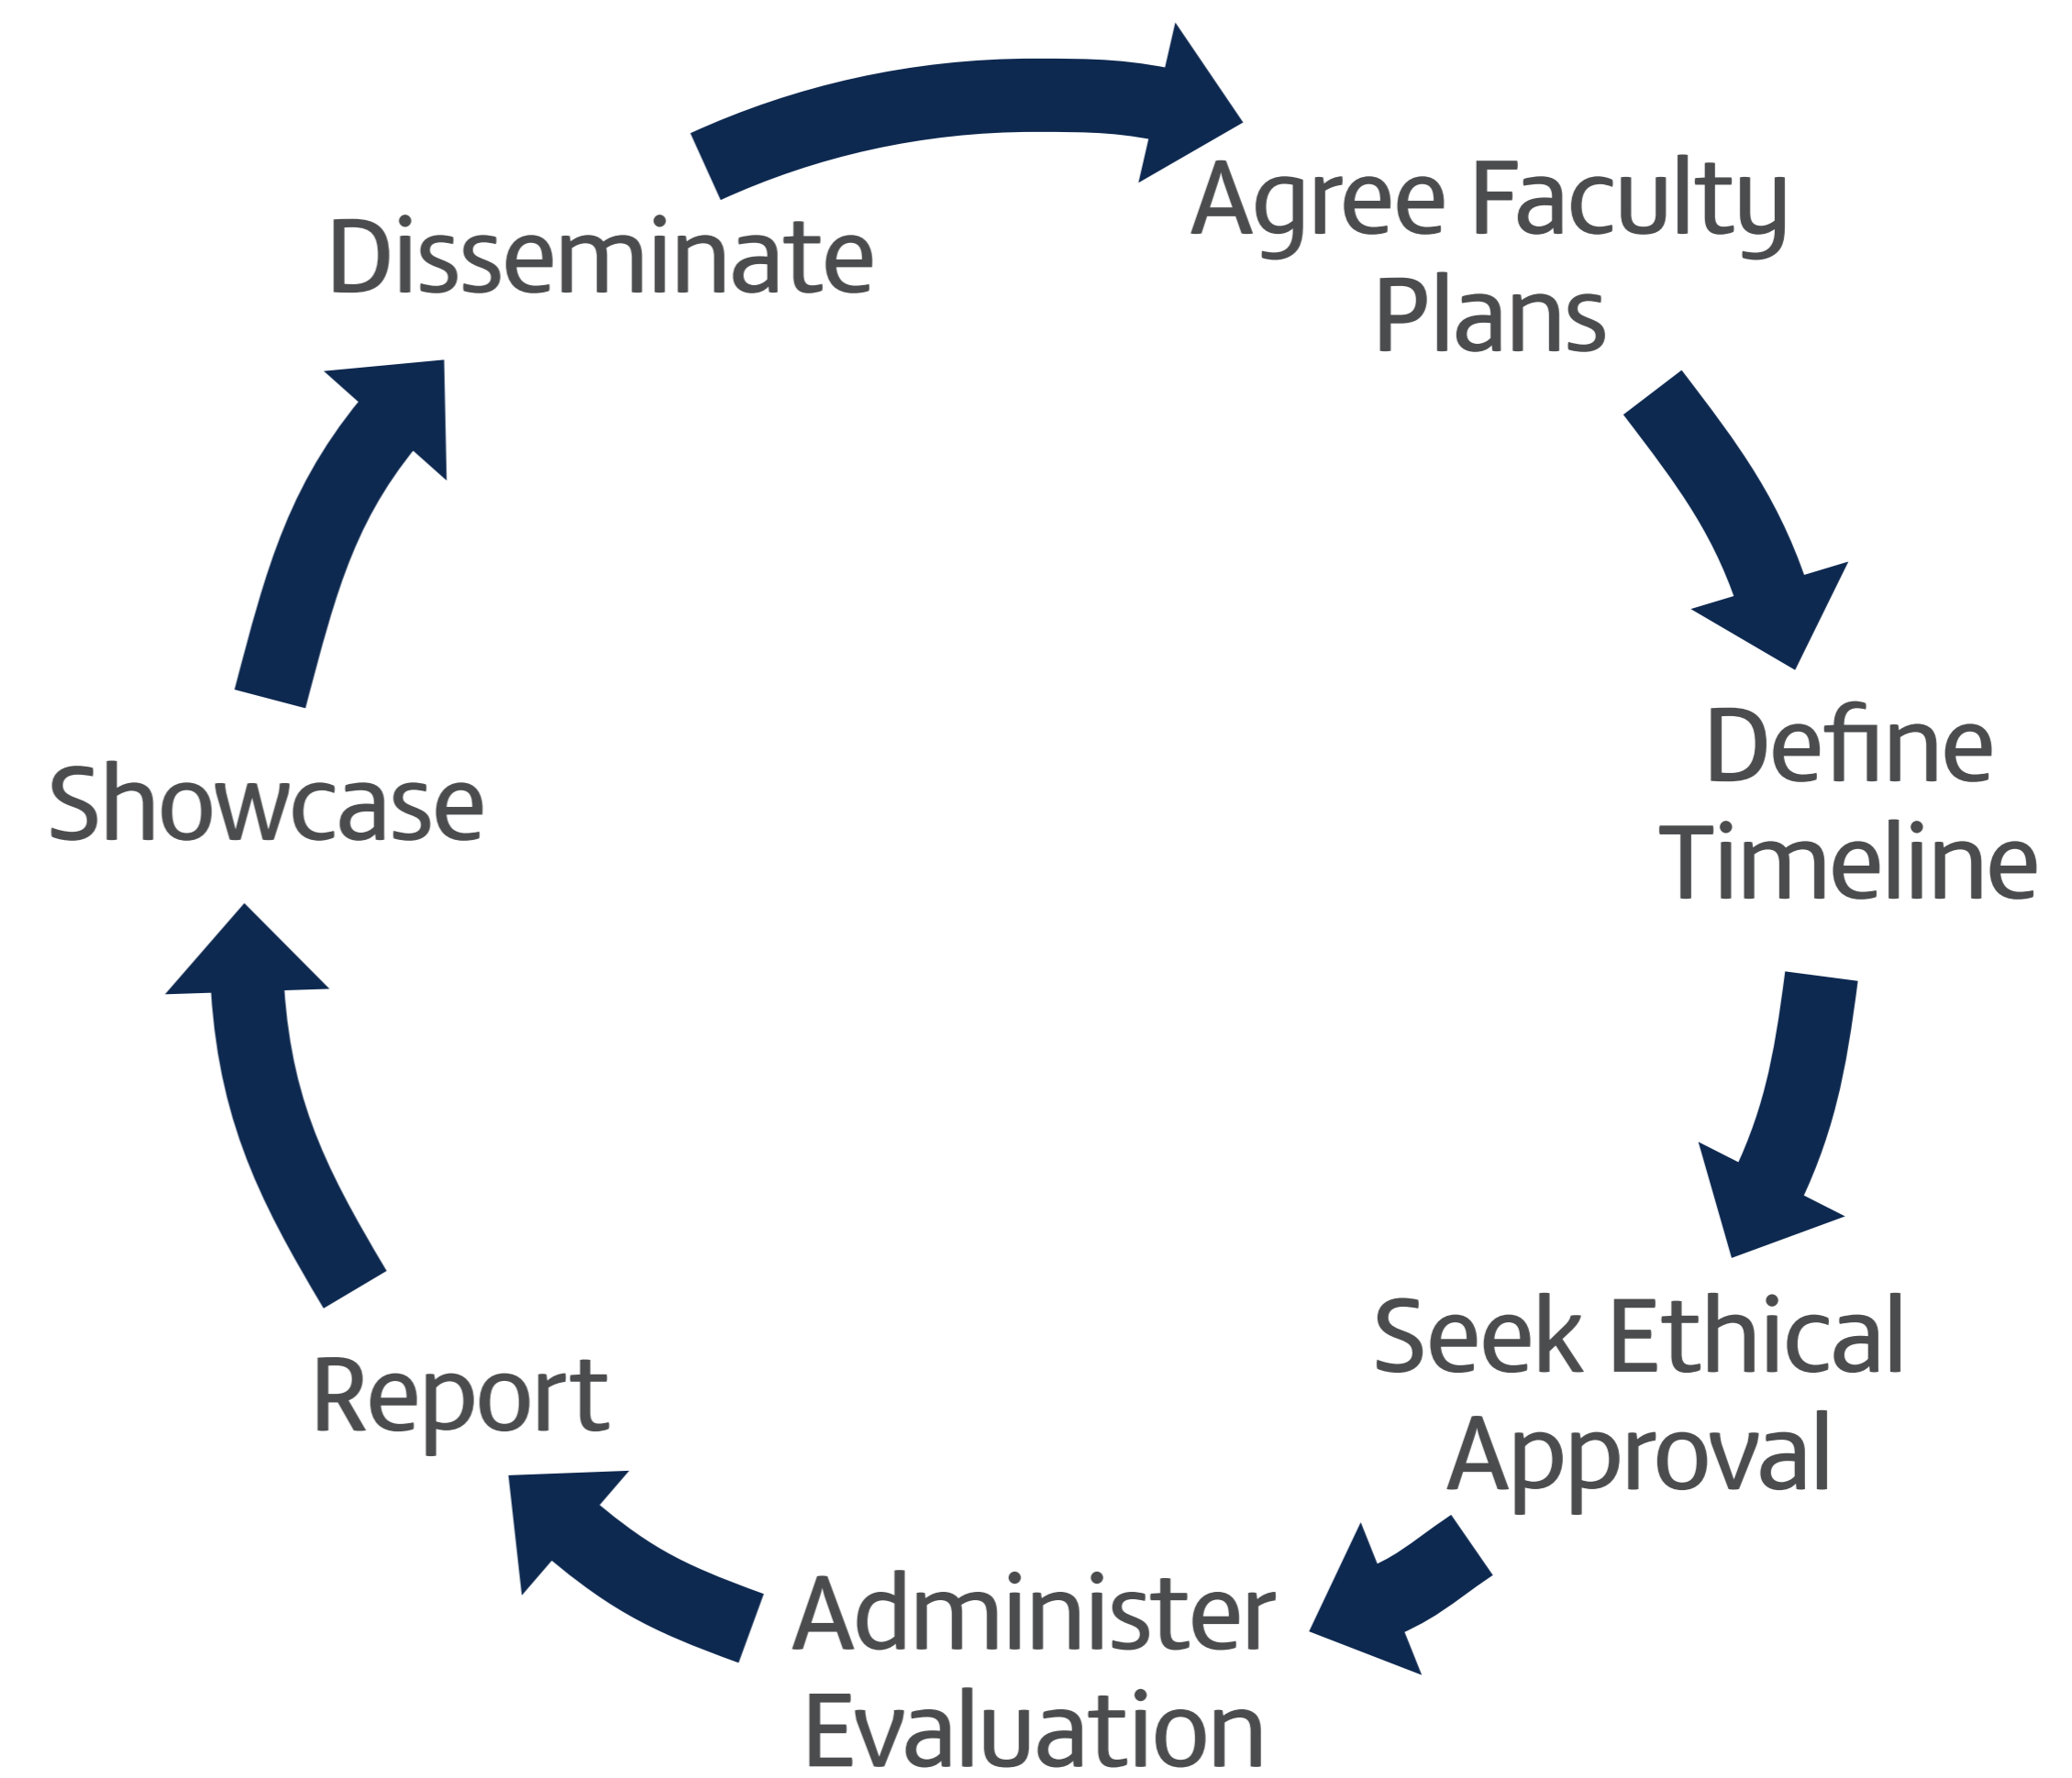 Disseminate
Agree Faculty
Plans
Define
Timeline
Seek Ethical
Approval
Administer
Evaluation
Report
Showcase